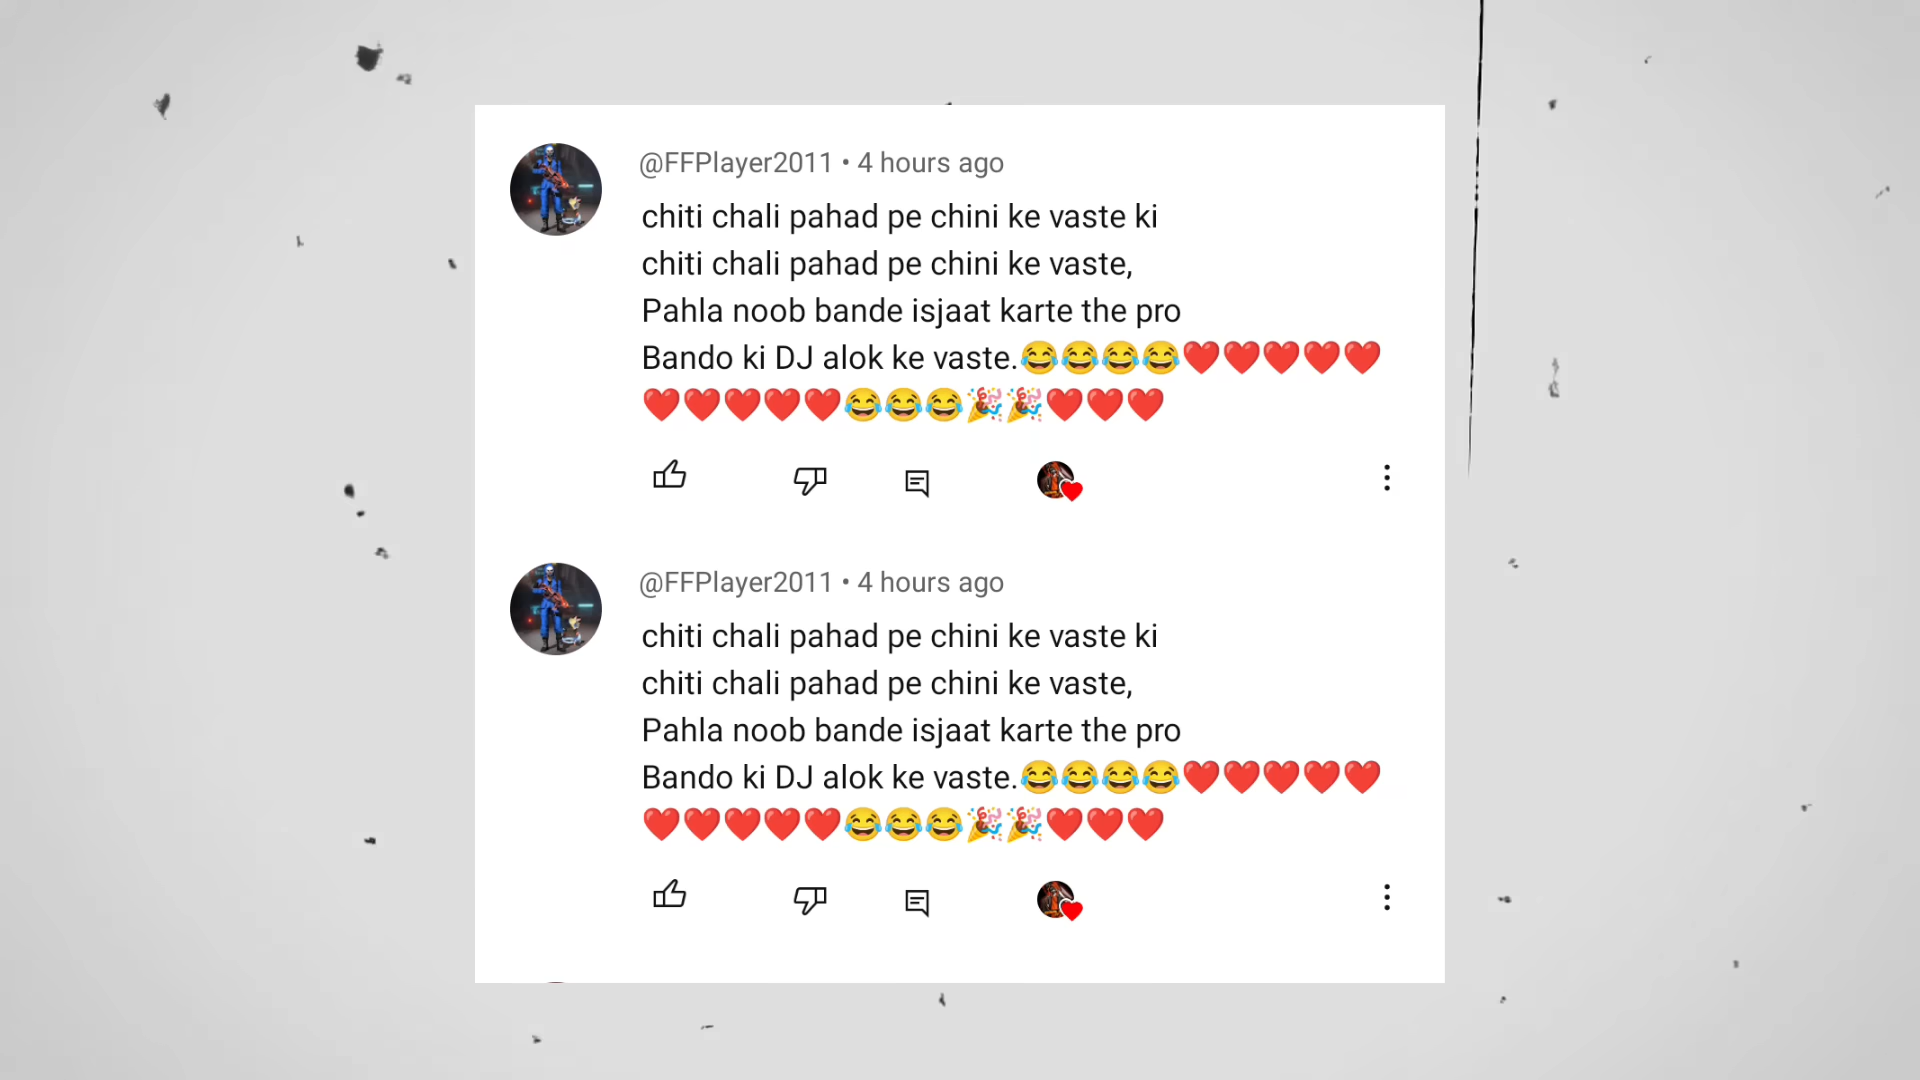 @FFPlayer2011 • 4 hours ago
chiti chali pahad pe chini ke vaste ki
chiti chali pahad pe chini ke vaste,
Pahla noob bande isjaat karte the pro
Bando ki DJ alok ke vaste.😂😂😂😂❤️❤️❤️❤️❤️
❤️❤️❤️❤️❤️😂😂😂🎉🎉❤️❤️❤️
@FFPlayer2011 • 4 hours ago
chiti chali pahad pe chini ke vaste ki
chiti chali pahad pe chini ke vaste,
Pahla noob bande isjaat karte the pro
Bando ki DJ alok ke vaste.😂😂😂😂❤️❤️❤️❤️❤️
❤️❤️❤️❤️❤️😂😂😂🎉🎉❤️❤️❤️